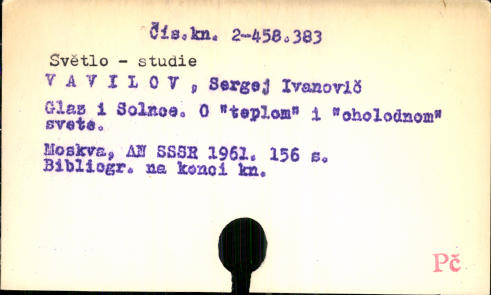 Čís.kn. 2-458.383
Světlo - studie
V A V I L O V , Sergej Ivanovič
Glaz i Solnce. O "teplom" i "cholodnom"
svete.
Moskva, AN SSSR 1961. 156 s.
Bibliogr. na konci kn.
Pč